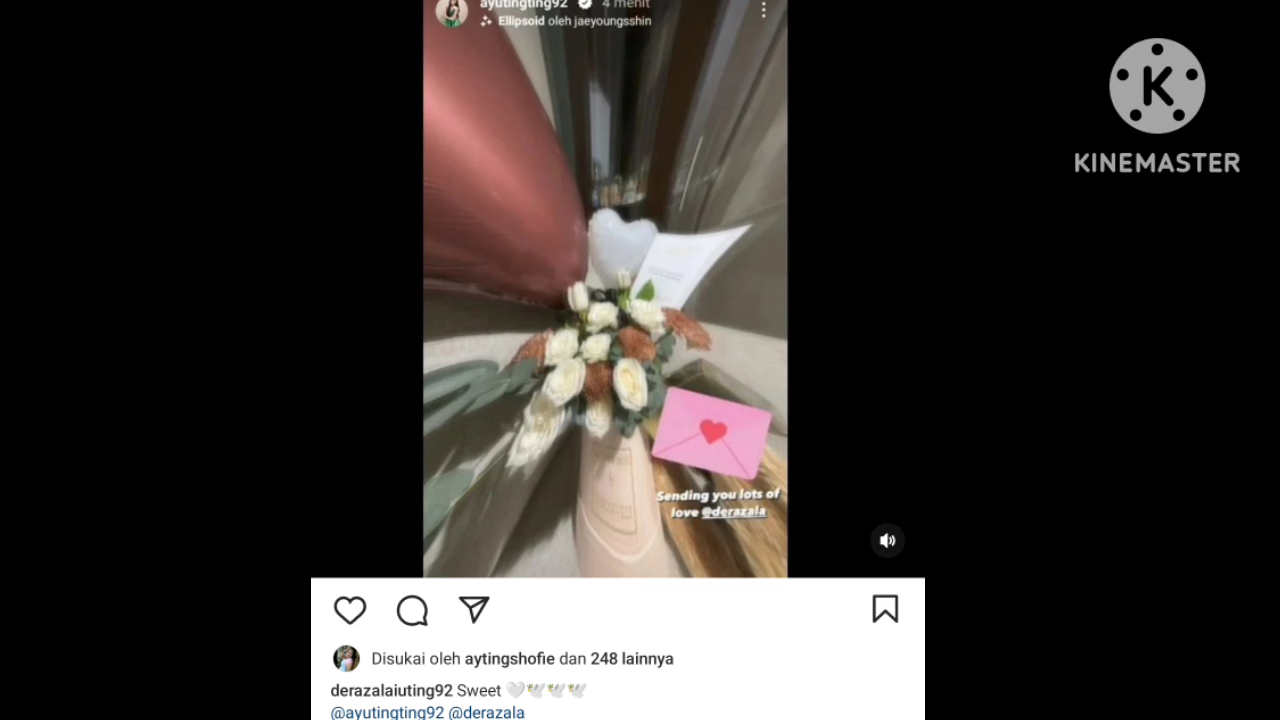 ayutingting92 4 menit
Ellipsoid oleh jaeyoungsshin
KINEMASTER
Sending you lots of
love @derazala
Disukai oleh aytingshofie dan 248 lainnya
derazalaiuting92 Sweet 🤍🕊️🕊️🕊️
@ayutingting92 @derazala